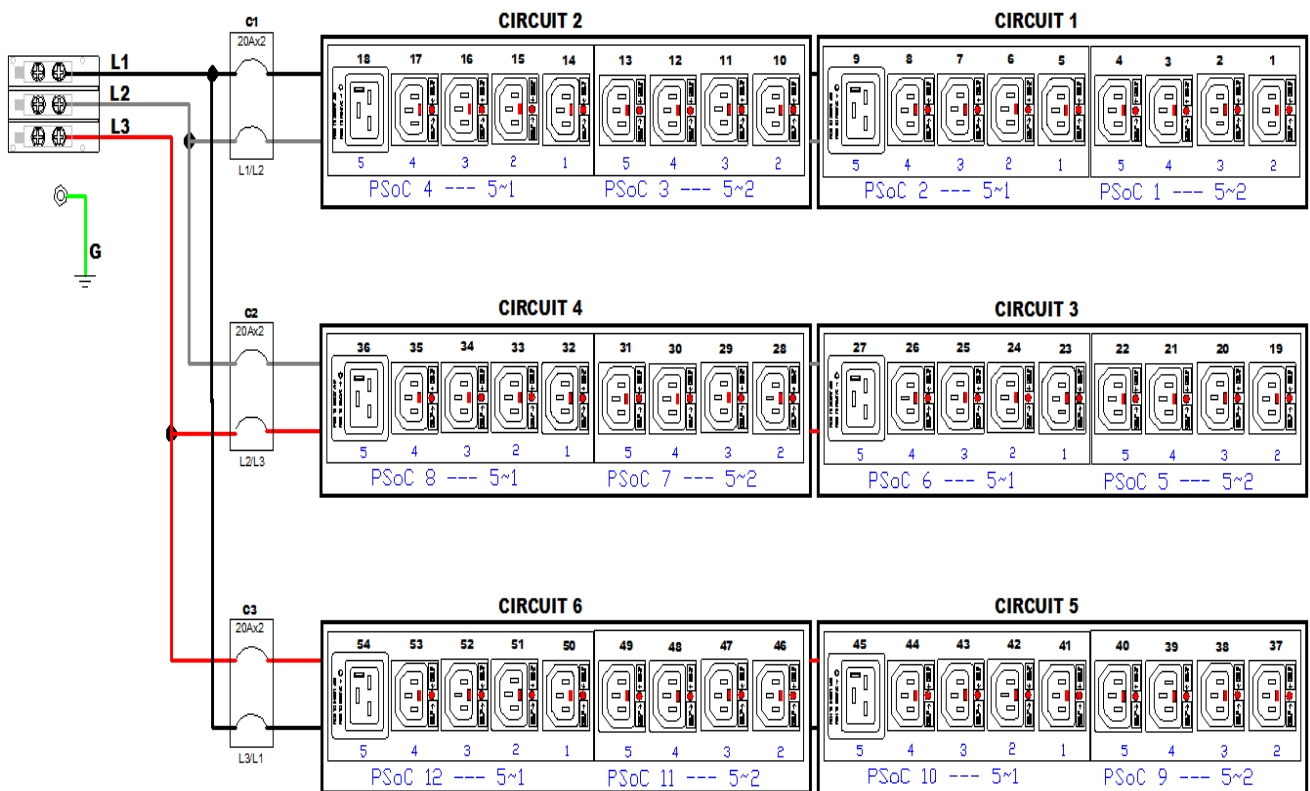 CIRCUIT 2 CIRCUIT 1
C1
20Ax2
L1
L2
L3
G
L1/L2
18 17 16 15 14 13 12 11 10 9 8 7 6 5 4 3 2 1
5 4 3 2 1 5 4 3 2 5 4 3 2 1 5 4 3 2
PSoC 4 --- 5~1 PSoC 3 --- 5~2 PSoC 2 --- 5~1 PSoC 1 --- 5~2
CIRCUIT 4 CIRCUIT 3
C2
20Ax2
L2/L3
36 35 34 33 32 31 30 29 28 27 26 25 24 23 22 21 20 19
5 4 3 2 1 5 4 3 2 5 4 3 2 1 5 4 3 2
PSoC 8 --- 5~1 PSoC 7 --- 5~2 PSoC 6 --- 5~1 PSoC 5 --- 5~2
CIRCUIT 6 CIRCUIT 5
C3
20Ax2
L3/L1
54 53 52 51 50 49 48 47 46 45 44 43 42 41 40 39 38 37
5 4 3 2 1 5 4 3 2 5 4 3 2 1 5 4 3 2
PSoC 12 --- 5~1 PSoC 11 --- 5~2 PSoC 10 --- 5~1 PSoC 9 --- 5~2